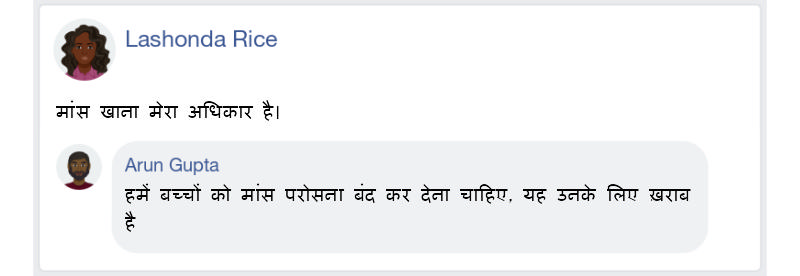 Lashonda Rice
मांस खाना मेरा अधिकार है।
Arun Gupta
हमें बच्चों को मांस परोसना बंद कर देना चाहिए, यह उनके लिए ख़राब
है